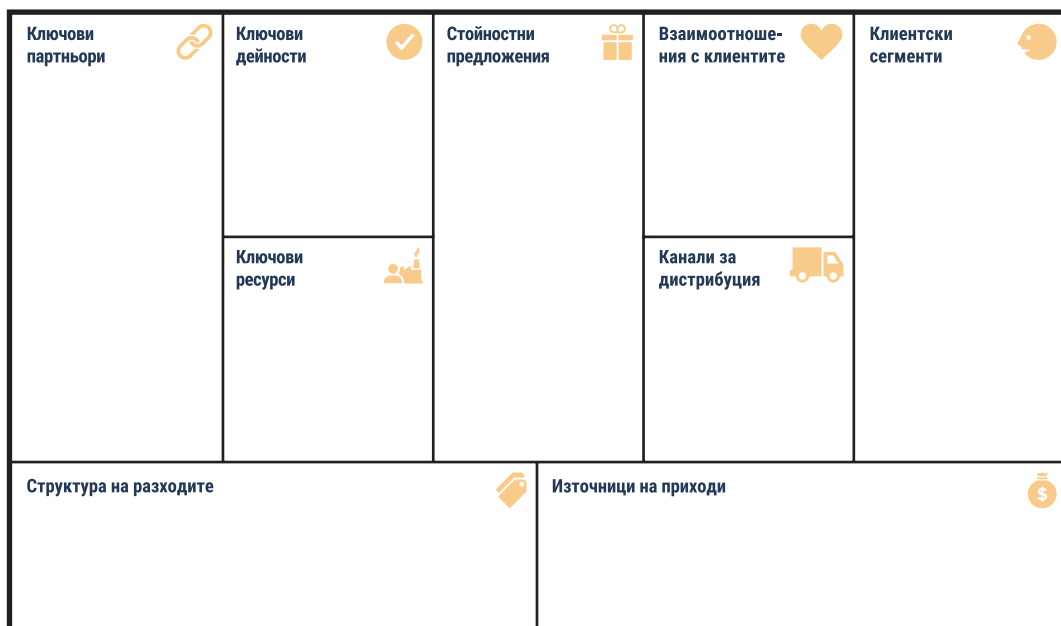 Ключови
партньори
Ключови
дейности
Ключови
ресурси
Стойностни
предложения
Взаимоотноше-
ния с клиентите
Канали за
дистрибуция
Клиентски
сегменти
Структура на разходите
Източници на приходи
$